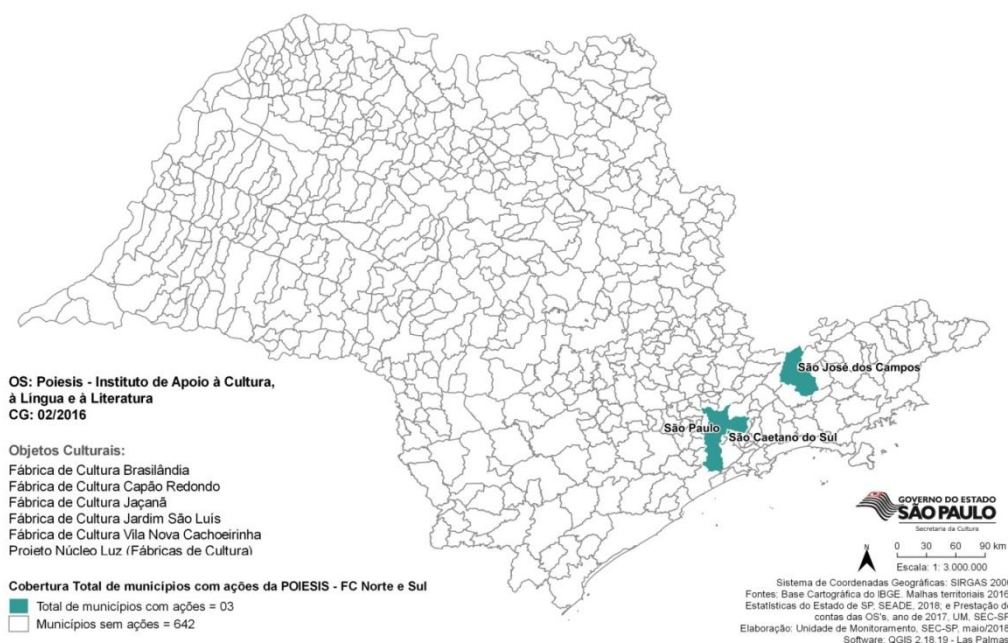 São José dos Campos
São Paulo
São Caetano do Sul
OS: Poiesis - Instituto de Apoio à Cultura,
à Lingua e à Literatura
CG: 02/2016
Objetos Culturais:
Fábrica de Cultura Brasilândia
Fábrica de Cultura Capão Redondo
Fábrica de Cultura Jaçanã
Fábrica de Cultura Jardim São Luís
Fábrica de Cultura Vila Nova Cachoeirinha
Projeto Núcleo Luz (Fábricas de Cultura)
Cobertura Total de municipios com ações da POIESIS - FC Norte e Sul
Total de municípios com ações = 03
Municípios sem ações = 642
GOVERNO DO ESTADO
SÃO PAULO
Secretaria da Cultura
N
0 30 60 90 km
Escala: 1: 3.000.000
Sistema de Coordenadas Geográficas: SIRGAS 200
Fontes: Base Cartográfica do IBGE. Malhas territoriais 2016
Estatísticas do Estado de SP, SEADE, 2018; e Prestação d
contas das OS's, ano de 2017, UM, SEC-SP
Elaboração: Unidade de Monitoramento, SEC-SP, maio/2018
Software: QGIS 2.18.19 - Las Palmas